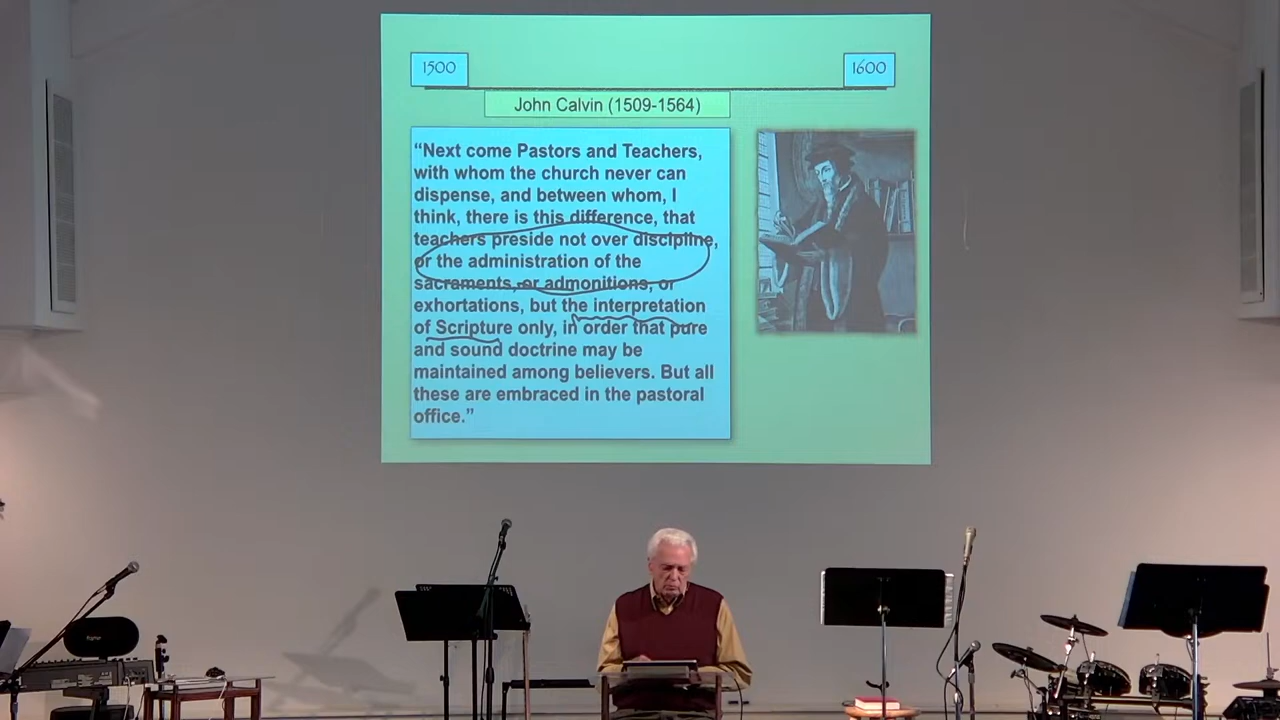 1500
1600
John Calvin (1509-1564)
“Next come Pastors and Teachers,
with whom the church never can
dispense, and between whom, I
think, there is this difference, that
teachers preside not over discipline,
or the administration of the
sacraments, or admonitions, or
exhortations, but the interpretation
of Scripture only, in order that pure
and sound doctrine may be
maintained among believers. But all
these are embraced in the pastoral
office.”